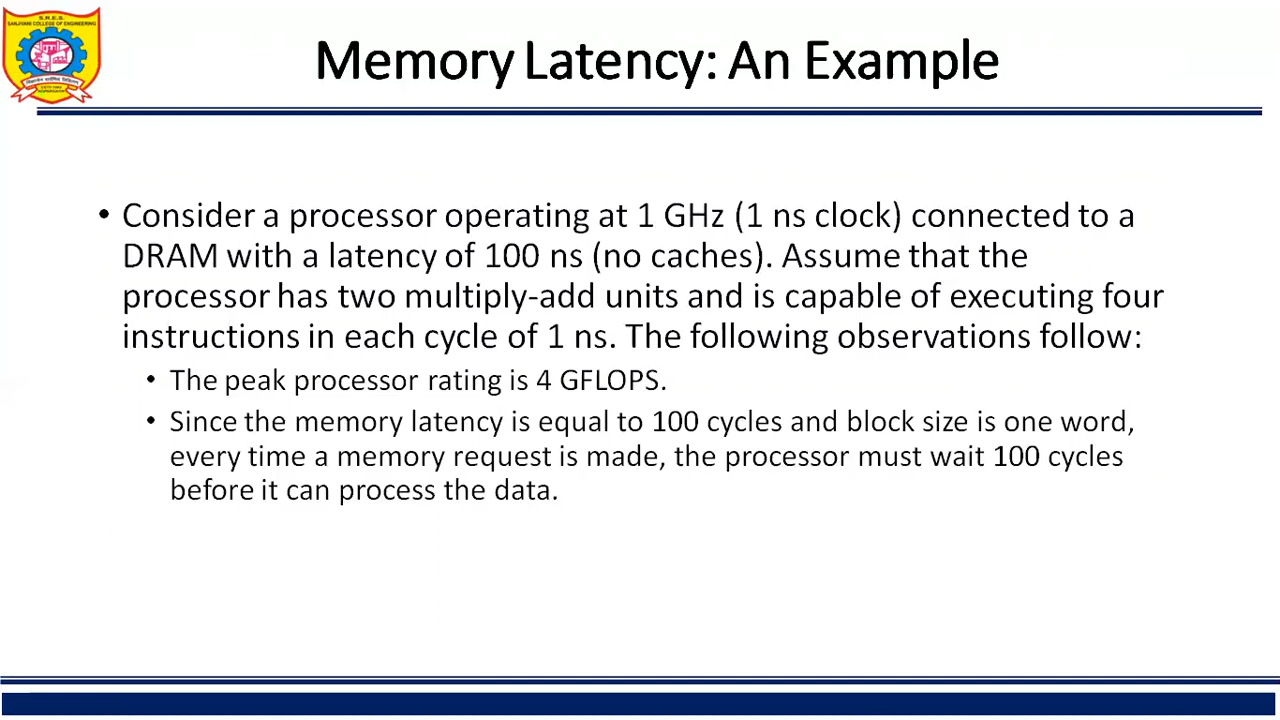 S.R.E.S.
SANJIVANI COLLEGE OF ENGINEERING
Memory Latency: An Example
• Consider a processor operating at 1 GHz (1 ns clock) connected to a
DRAM with a latency of 100 ns (no caches). Assume that the
processor has two multiply-add units and is capable of executing four
instructions in each cycle of 1 ns. The following observations follow:
• The peak processor rating is 4 GFLOPS.
• Since the memory latency is equal to 100 cycles and block size is one word,
every time a memory request is made, the processor must wait 100 cycles
before it can process the data.